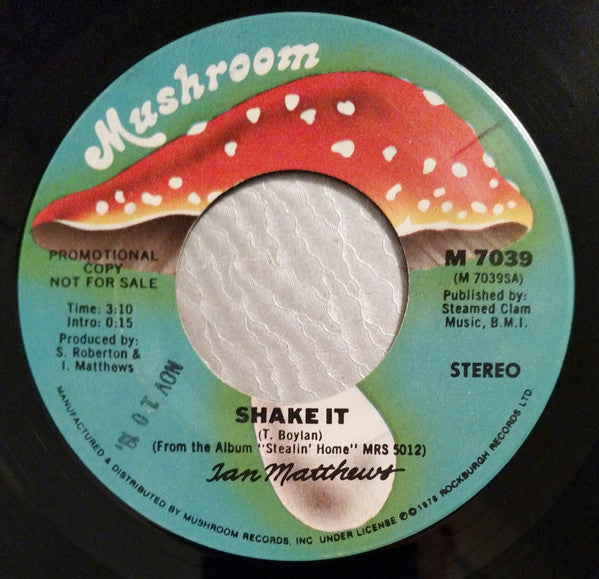 Mushroom
PROMOTIONAL
COPY
NOT FOR SALE
Time: 3:10
Intro: 0:15
Produced by:
S. Roberton &
I. Matthews
M 7039
(M 7039SA)
Published by:
Steamed Clam
Music, B.M.I.
STEREO
NOV 10
SHAKE IT
(T. Boylan)
(From the Album "Stealin' Home" MRS 5012)
Ian Matthews
MANUFACTURED & DISTRIBUTED BY MUSHROOM RECORDS, INC UNDER LICENSE ©℗ 1978 ROCKBURGH RECORDS LTD.